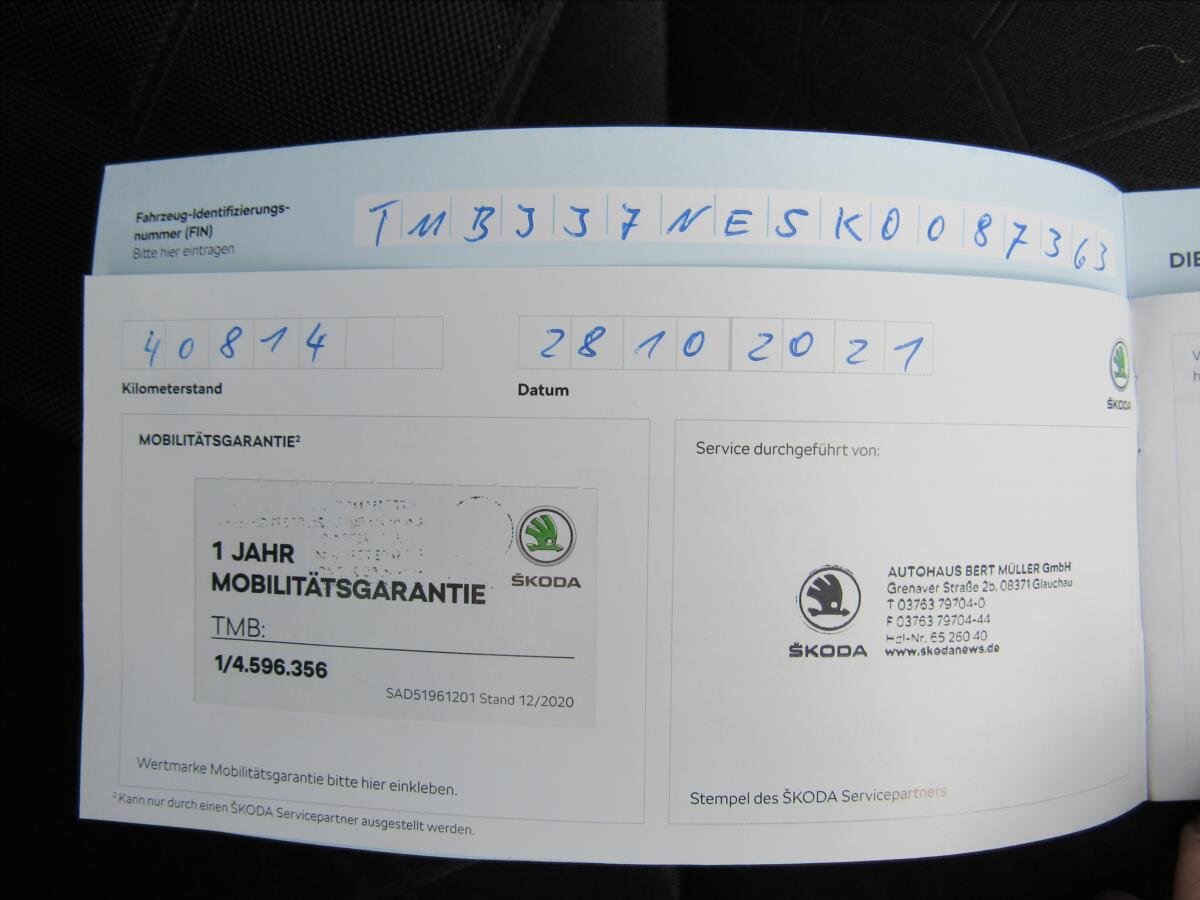 Fahrzeug-Identifizierungs-
nummer (FIN)
Bitte hier eintragen
TMBJJ7NE5K0087363
40814
Kilometerstand
28 10 2021
Datum
ŠKODA
MOBILITÄTSGARANTIE²
1 JAHR
MOBILITÄTSGARANTIE
ŠKODA
TMB:
1/4.596.356
SAD51961201 Stand 12/2020
Wertmarke Mobilitätsgarantie bitte hier einkleben.
² Kann nur durch einen ŠKODA Servicepartner ausgestellt werden.
Service durchgeführt von:
ŠKODA
AUTOHAUS BERT MÜLLER GmbH
Grenayer Straße 2b, 08371 Glauchau
T 03763 79704-0
F 03763 79704-44
Hdl-Nr. 65 260 40
www.skodanews.de
Stempel des ŠKODA Servicepartners
DIE